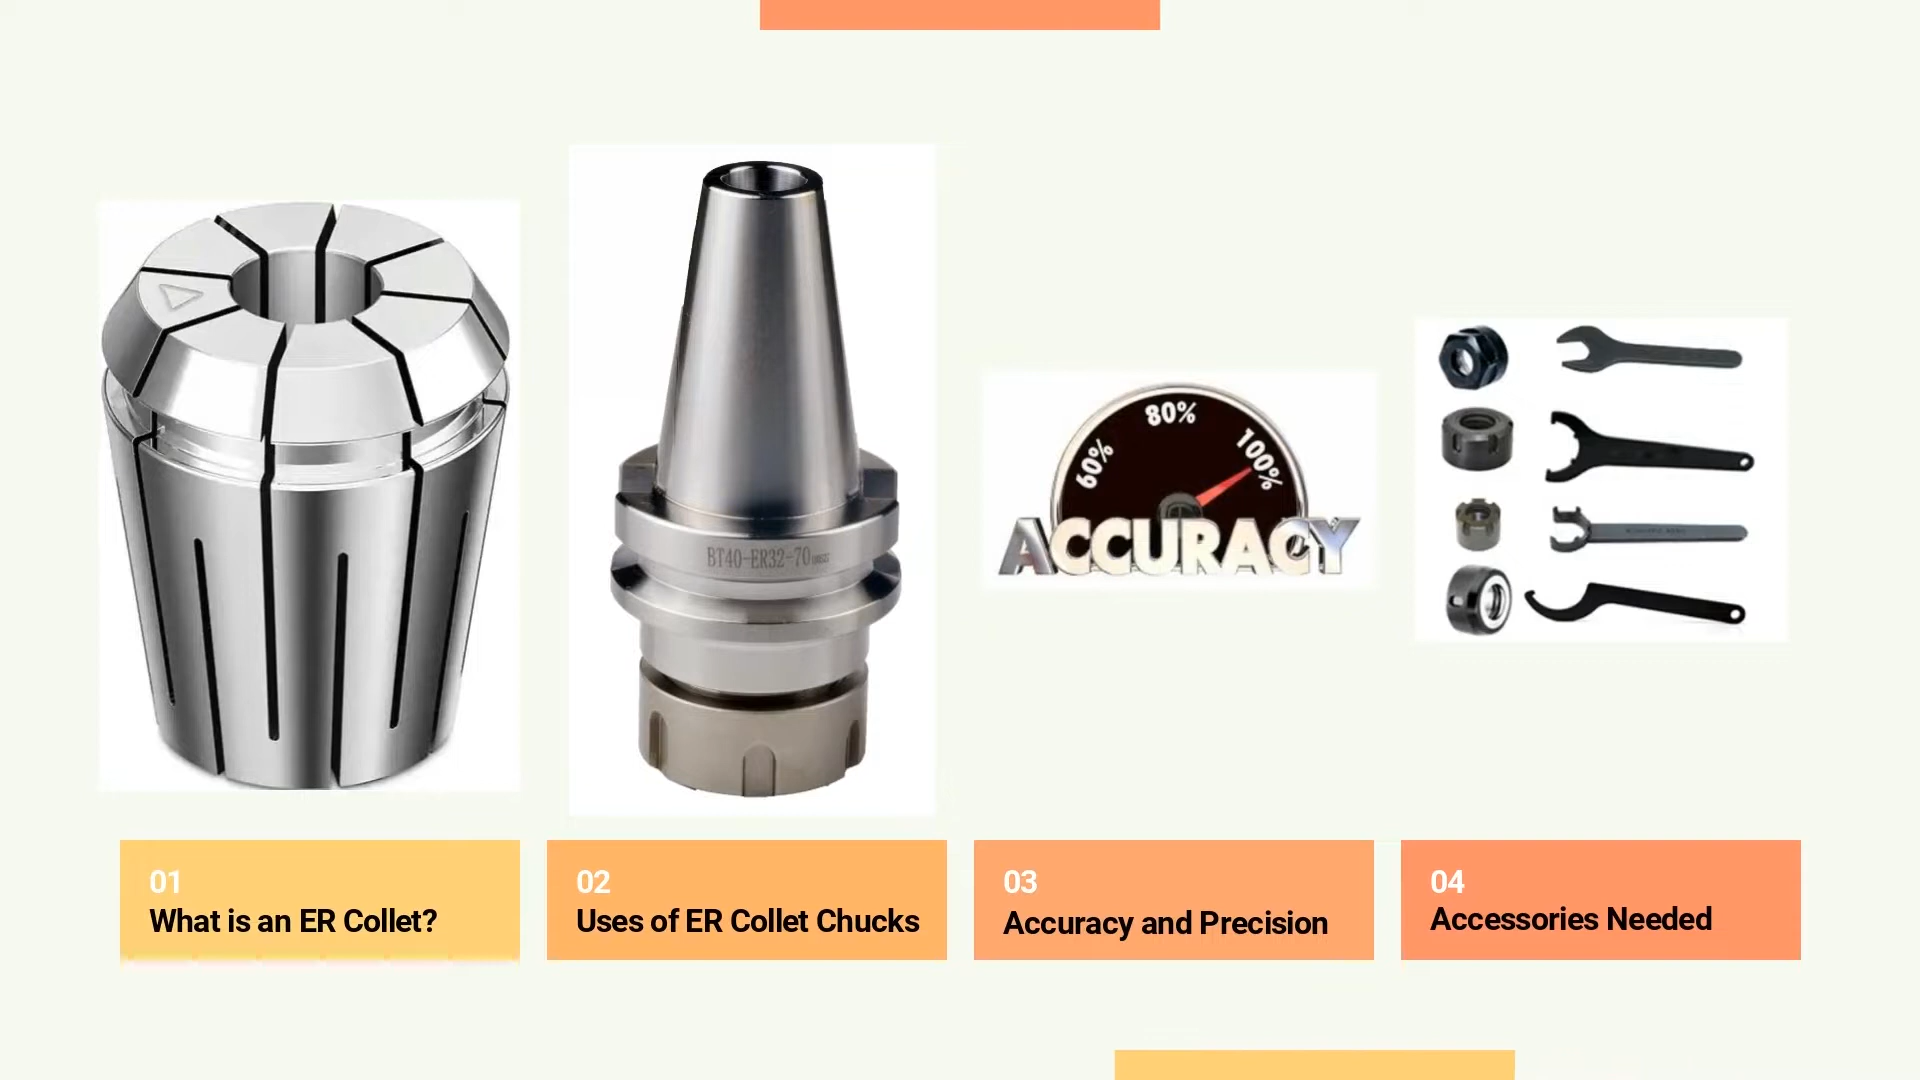 60%
80%
100%
ACCURACY
BT40-ER32-70
01
What is an ER Collet?
02
Uses of ER Collet Chucks
03
Accuracy and Precision
04
Accessories Needed